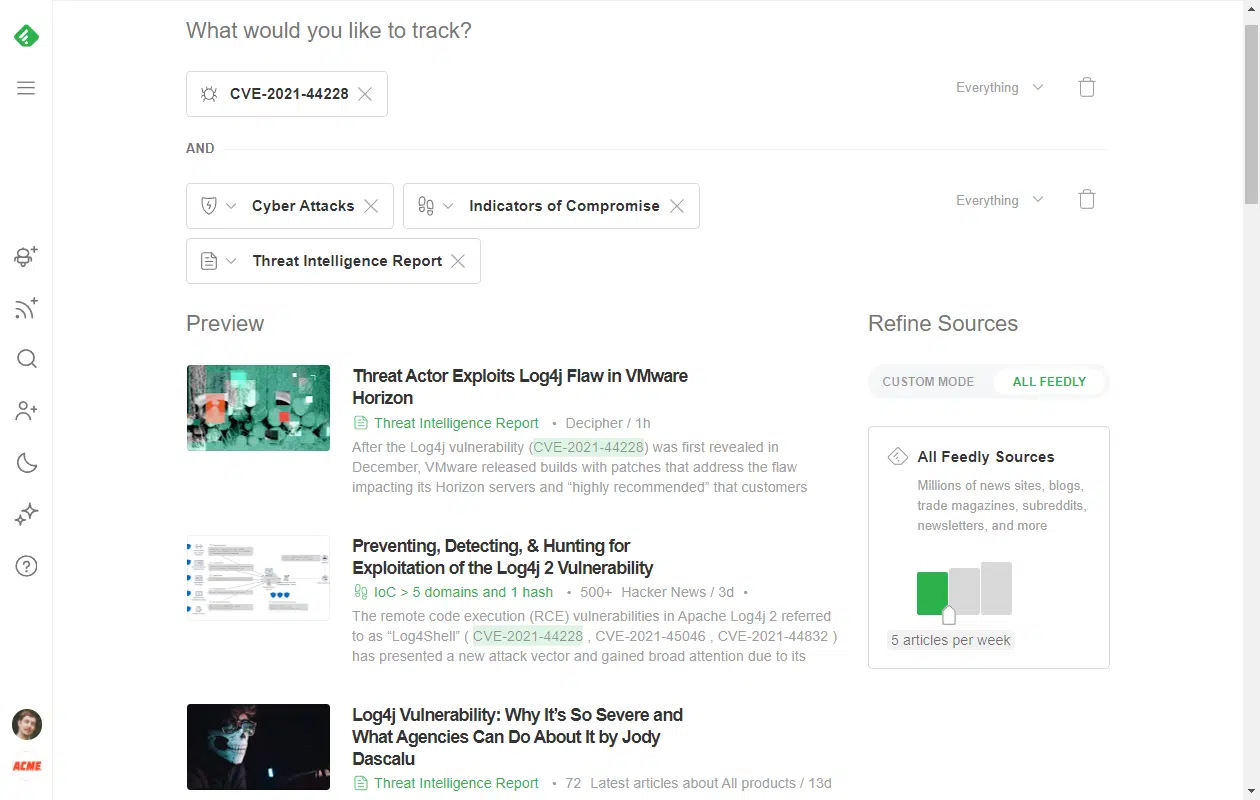 What would you like to track?
CVE-2021-44228
Everything
AND
Cyber Attacks
Indicators of Compromise
Everything
Threat Intelligence Report
Preview
Threat Actor Exploits Log4j Flaw in VMware
Horizon
Threat Intelligence Report • Decipher / 1h
After the Log4j vulnerability (CVE-2021-44228) was first revealed in
December, VMware released builds with patches that address the flaw
impacting its Horizon servers and “highly recommended” that customers
Preventing, Detecting, & Hunting for
Exploitation of the Log4j 2 Vulnerability
IoC > 5 domains and 1 hash • 500+ Hacker News / 3d •
The remote code execution (RCE) vulnerabilities in Apache Log4j 2 referred
to as “Log4Shell” ( CVE-2021-44228 , CVE-2021-45046 , CVE-2021-44832 )
has presented a new attack vector and gained broad attention due to its
Log4j Vulnerability: Why It’s So Severe and
What Agencies Can Do About It by Jody
Dascalu
Threat Intelligence Report • 72 Latest articles about All products / 13d
Refine Sources
CUSTOM MODE
ALL FEEDLY
All Feedly Sources
Millions of news sites, blogs,
trade magazines, subreddits,
newsletters, and more
5 articles per week
ACME